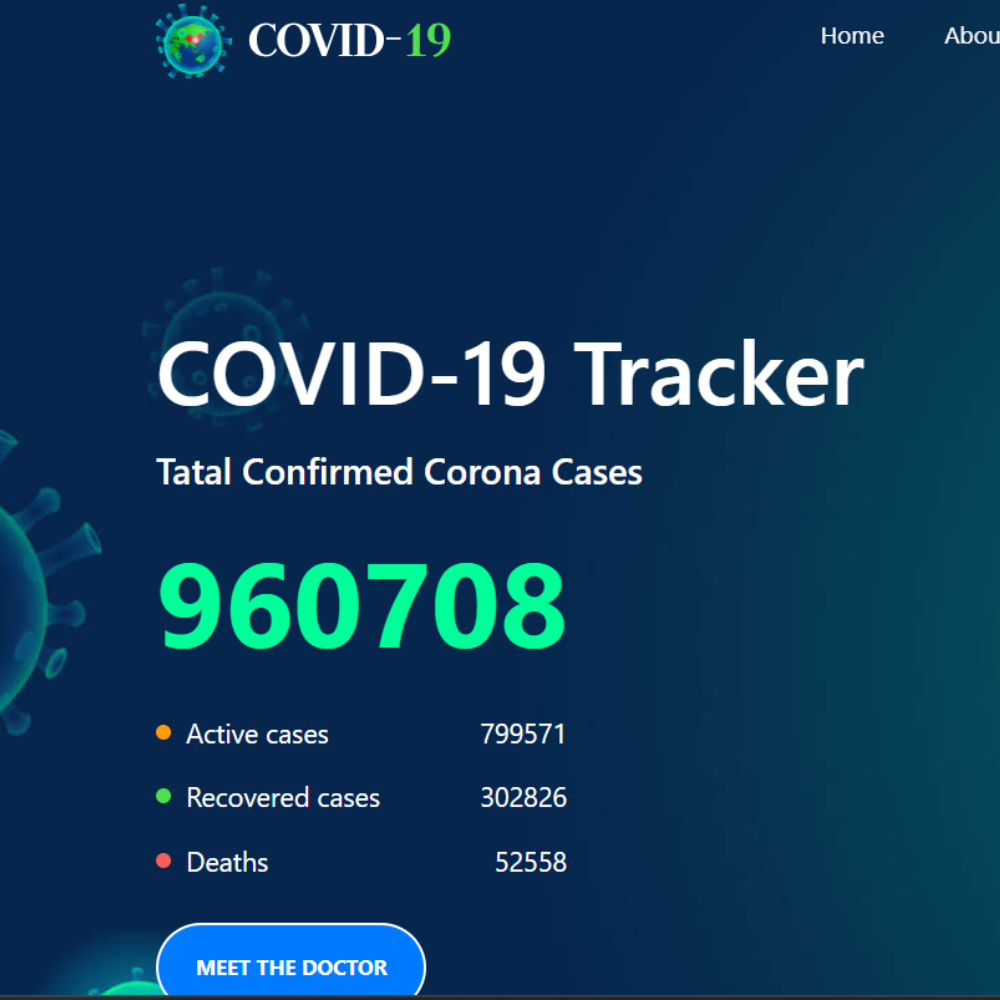 COVID-19
Home Abou
COVID-19 Tracker
Tatal Confirmed Corona Cases
960708
Active cases 799571
Recovered cases 302826
Deaths 52558
MEET THE DOCTOR